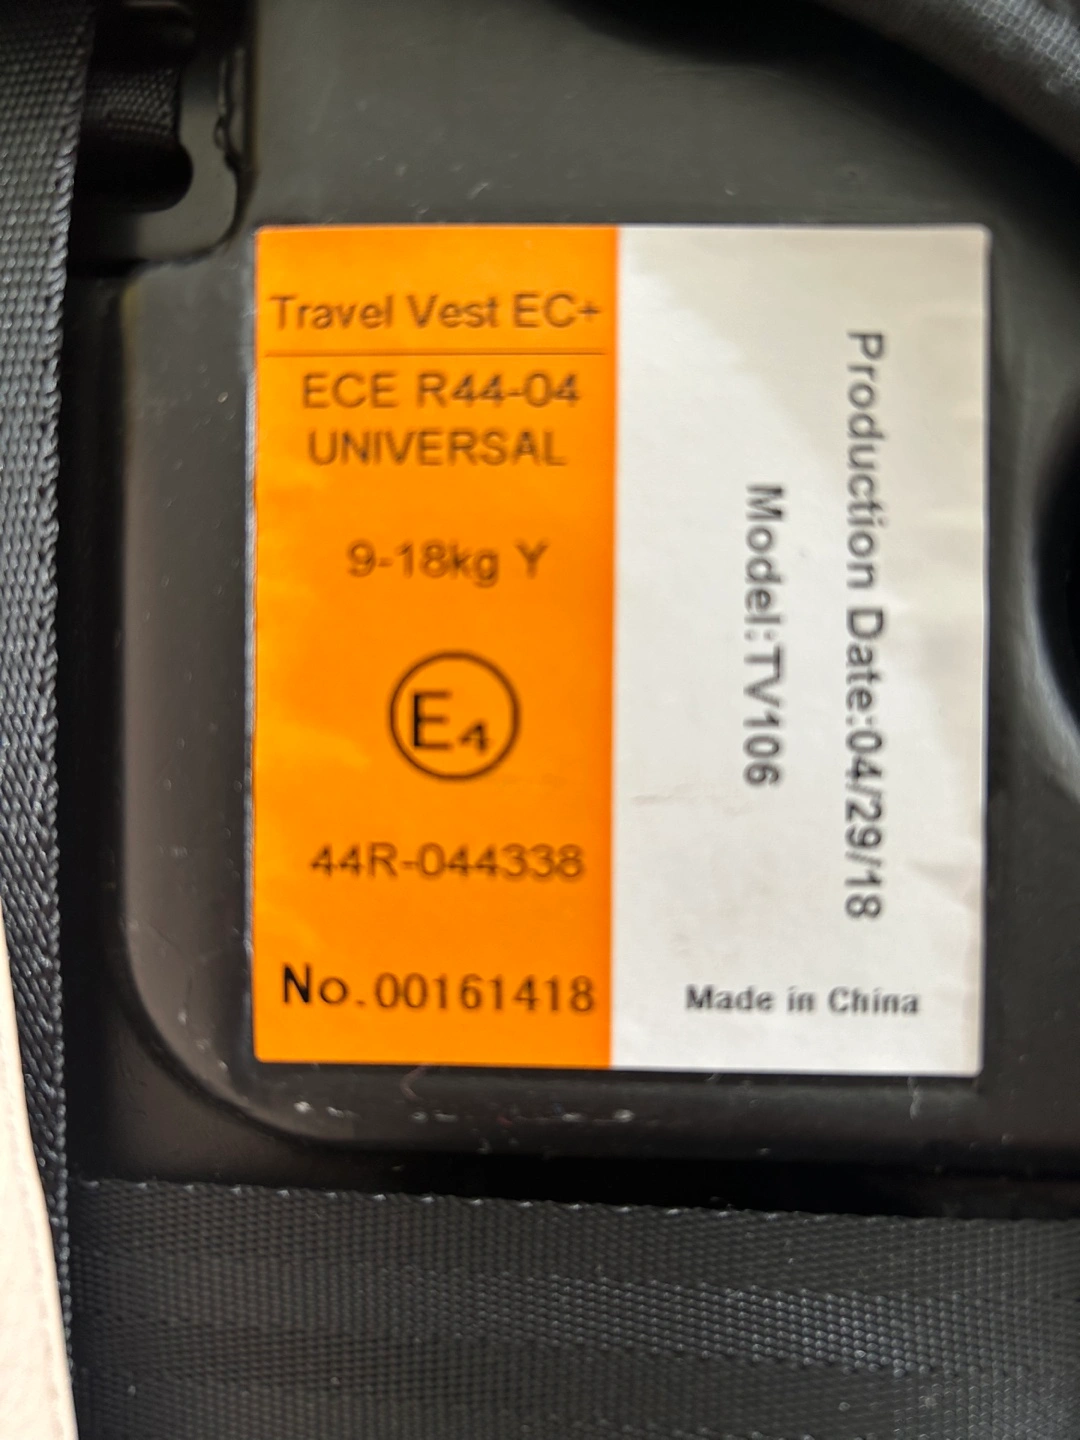 Travel Vest EC+
ECE R44-04
UNIVERSAL
9-18kg Y
E4
44R-044338
No.00161418
Production Date:04/29/18
Model:TV106
Made in China